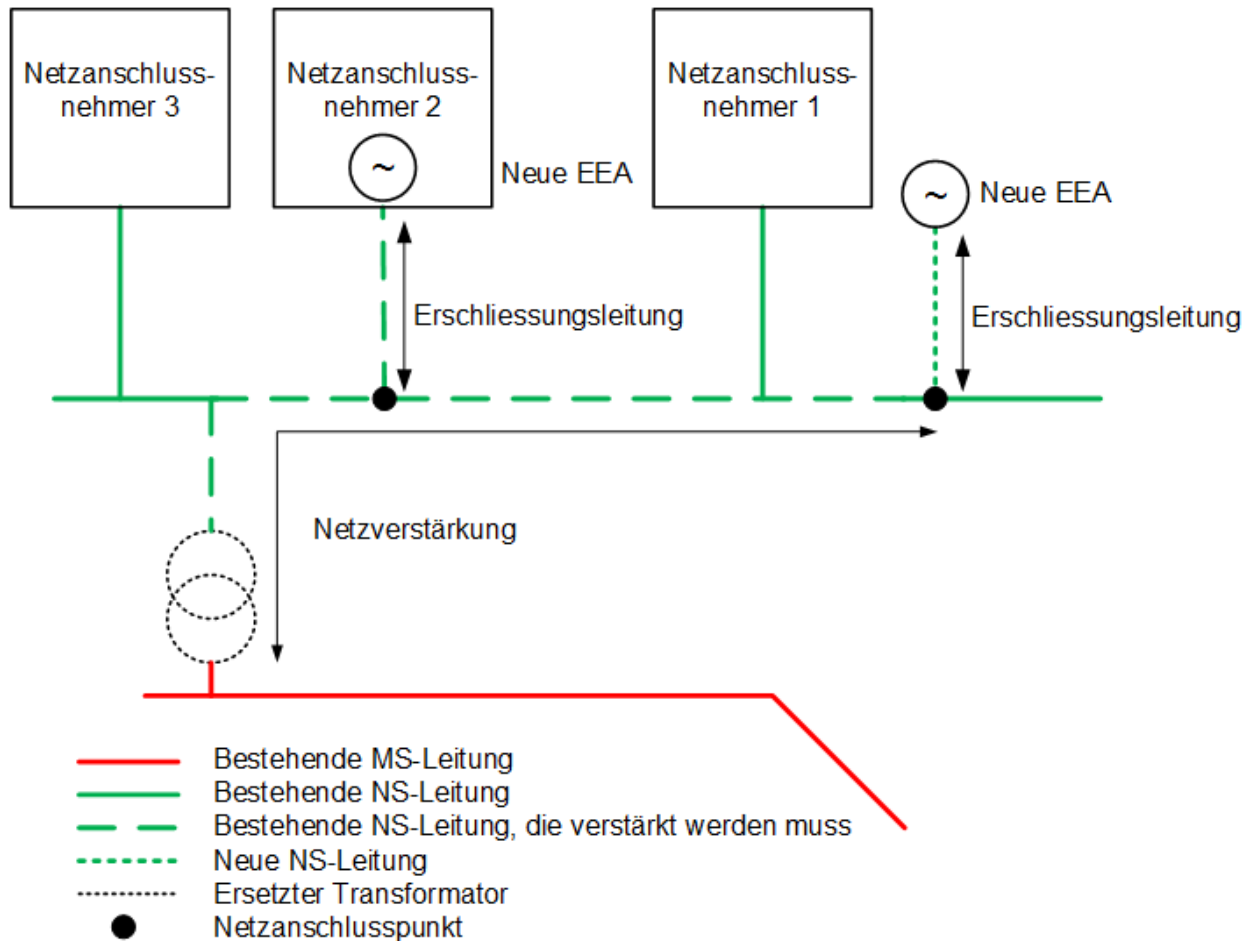 Netzanschluss-
nehmer 3
Netzanschluss-
nehmer 2
Netzanschluss-
nehmer 1
~
Neue EEA
~
Neue EEA
Erschliessungsleitung
Erschliessungsleitung
Netzverstärkung
Bestehende MS-Leitung
Bestehende NS-Leitung
Bestehende NS-Leitung, die verstärkt werden muss
Neue NS-Leitung
Ersetzter Transformator
Netzanschlusspunkt